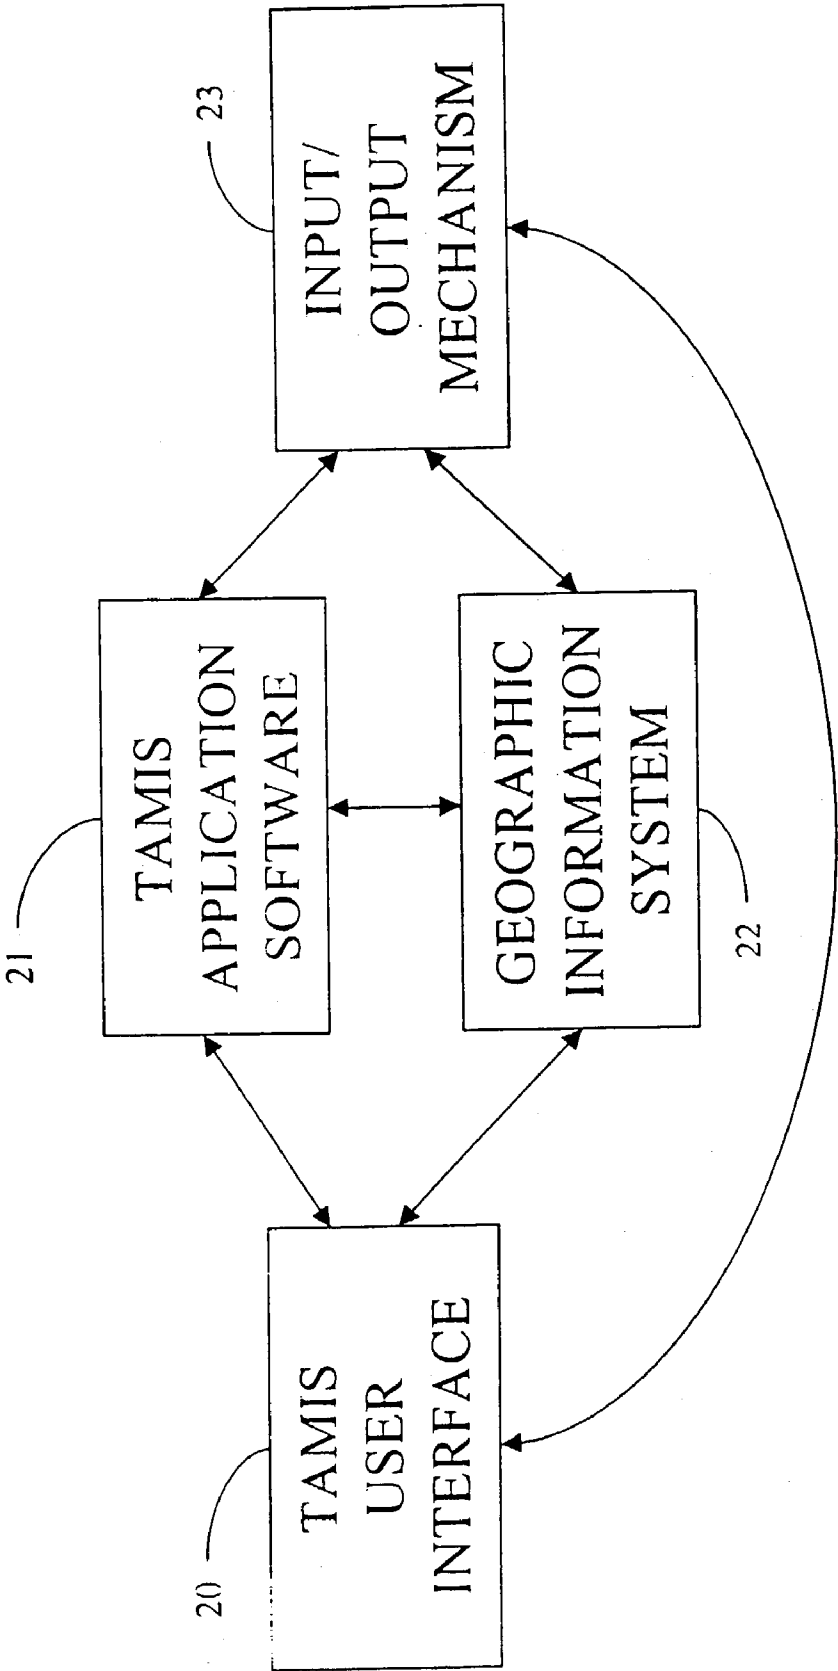 20
TAMIS
USER
INTERFACE
21
TAMIS
APPLICATION
SOFTWARE
GEOGRAPHIC
INFORMATION
SYSTEM
22
23
INPUT/
OUTPUT
MECHANISM